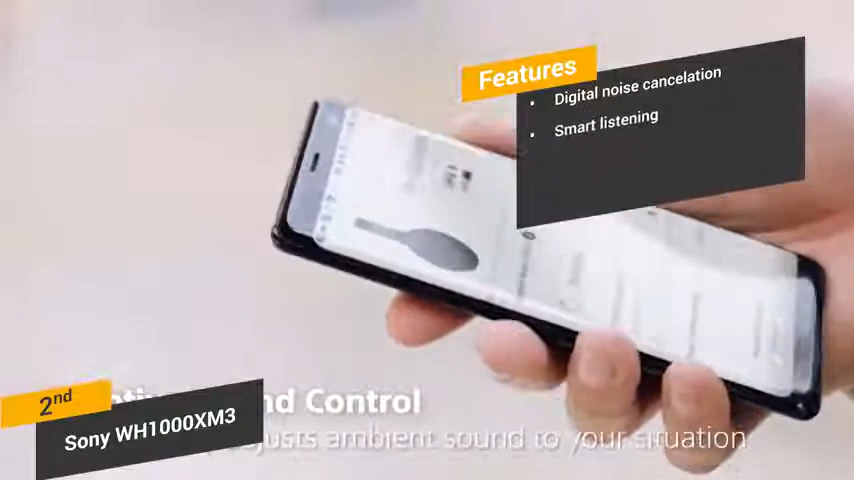 Features
• Digital noise cancelation
• Smart listening
2nd
nd Control
Sony WH1000XM3
adjusts ambient sound to your situation